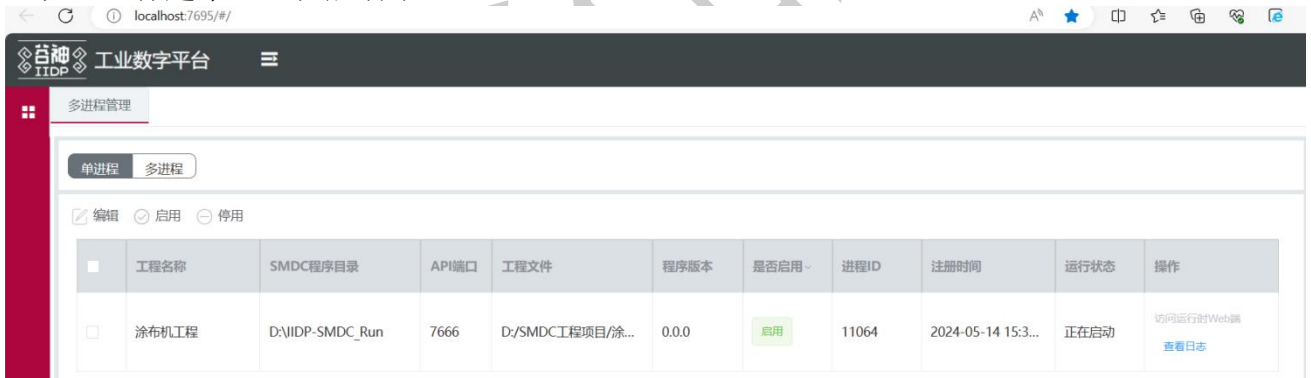 localhost:7695/#/
谷神 IIDP 工业数字平台
多进程管理
单进程 多进程
编辑 启用 停用
工程名称 SMDC程序目录 API端口 工程文件 程序版本 是否启用 进程ID 注册时间 运行状态 操作
涂布机工程 D:\IIDP-SMDC_Run 7666 D:/SMDC工程项目/涂... 0.0.0 启用 11064 2024-05-14 15:3... 正在启动 访问运行时Web端
查看日志